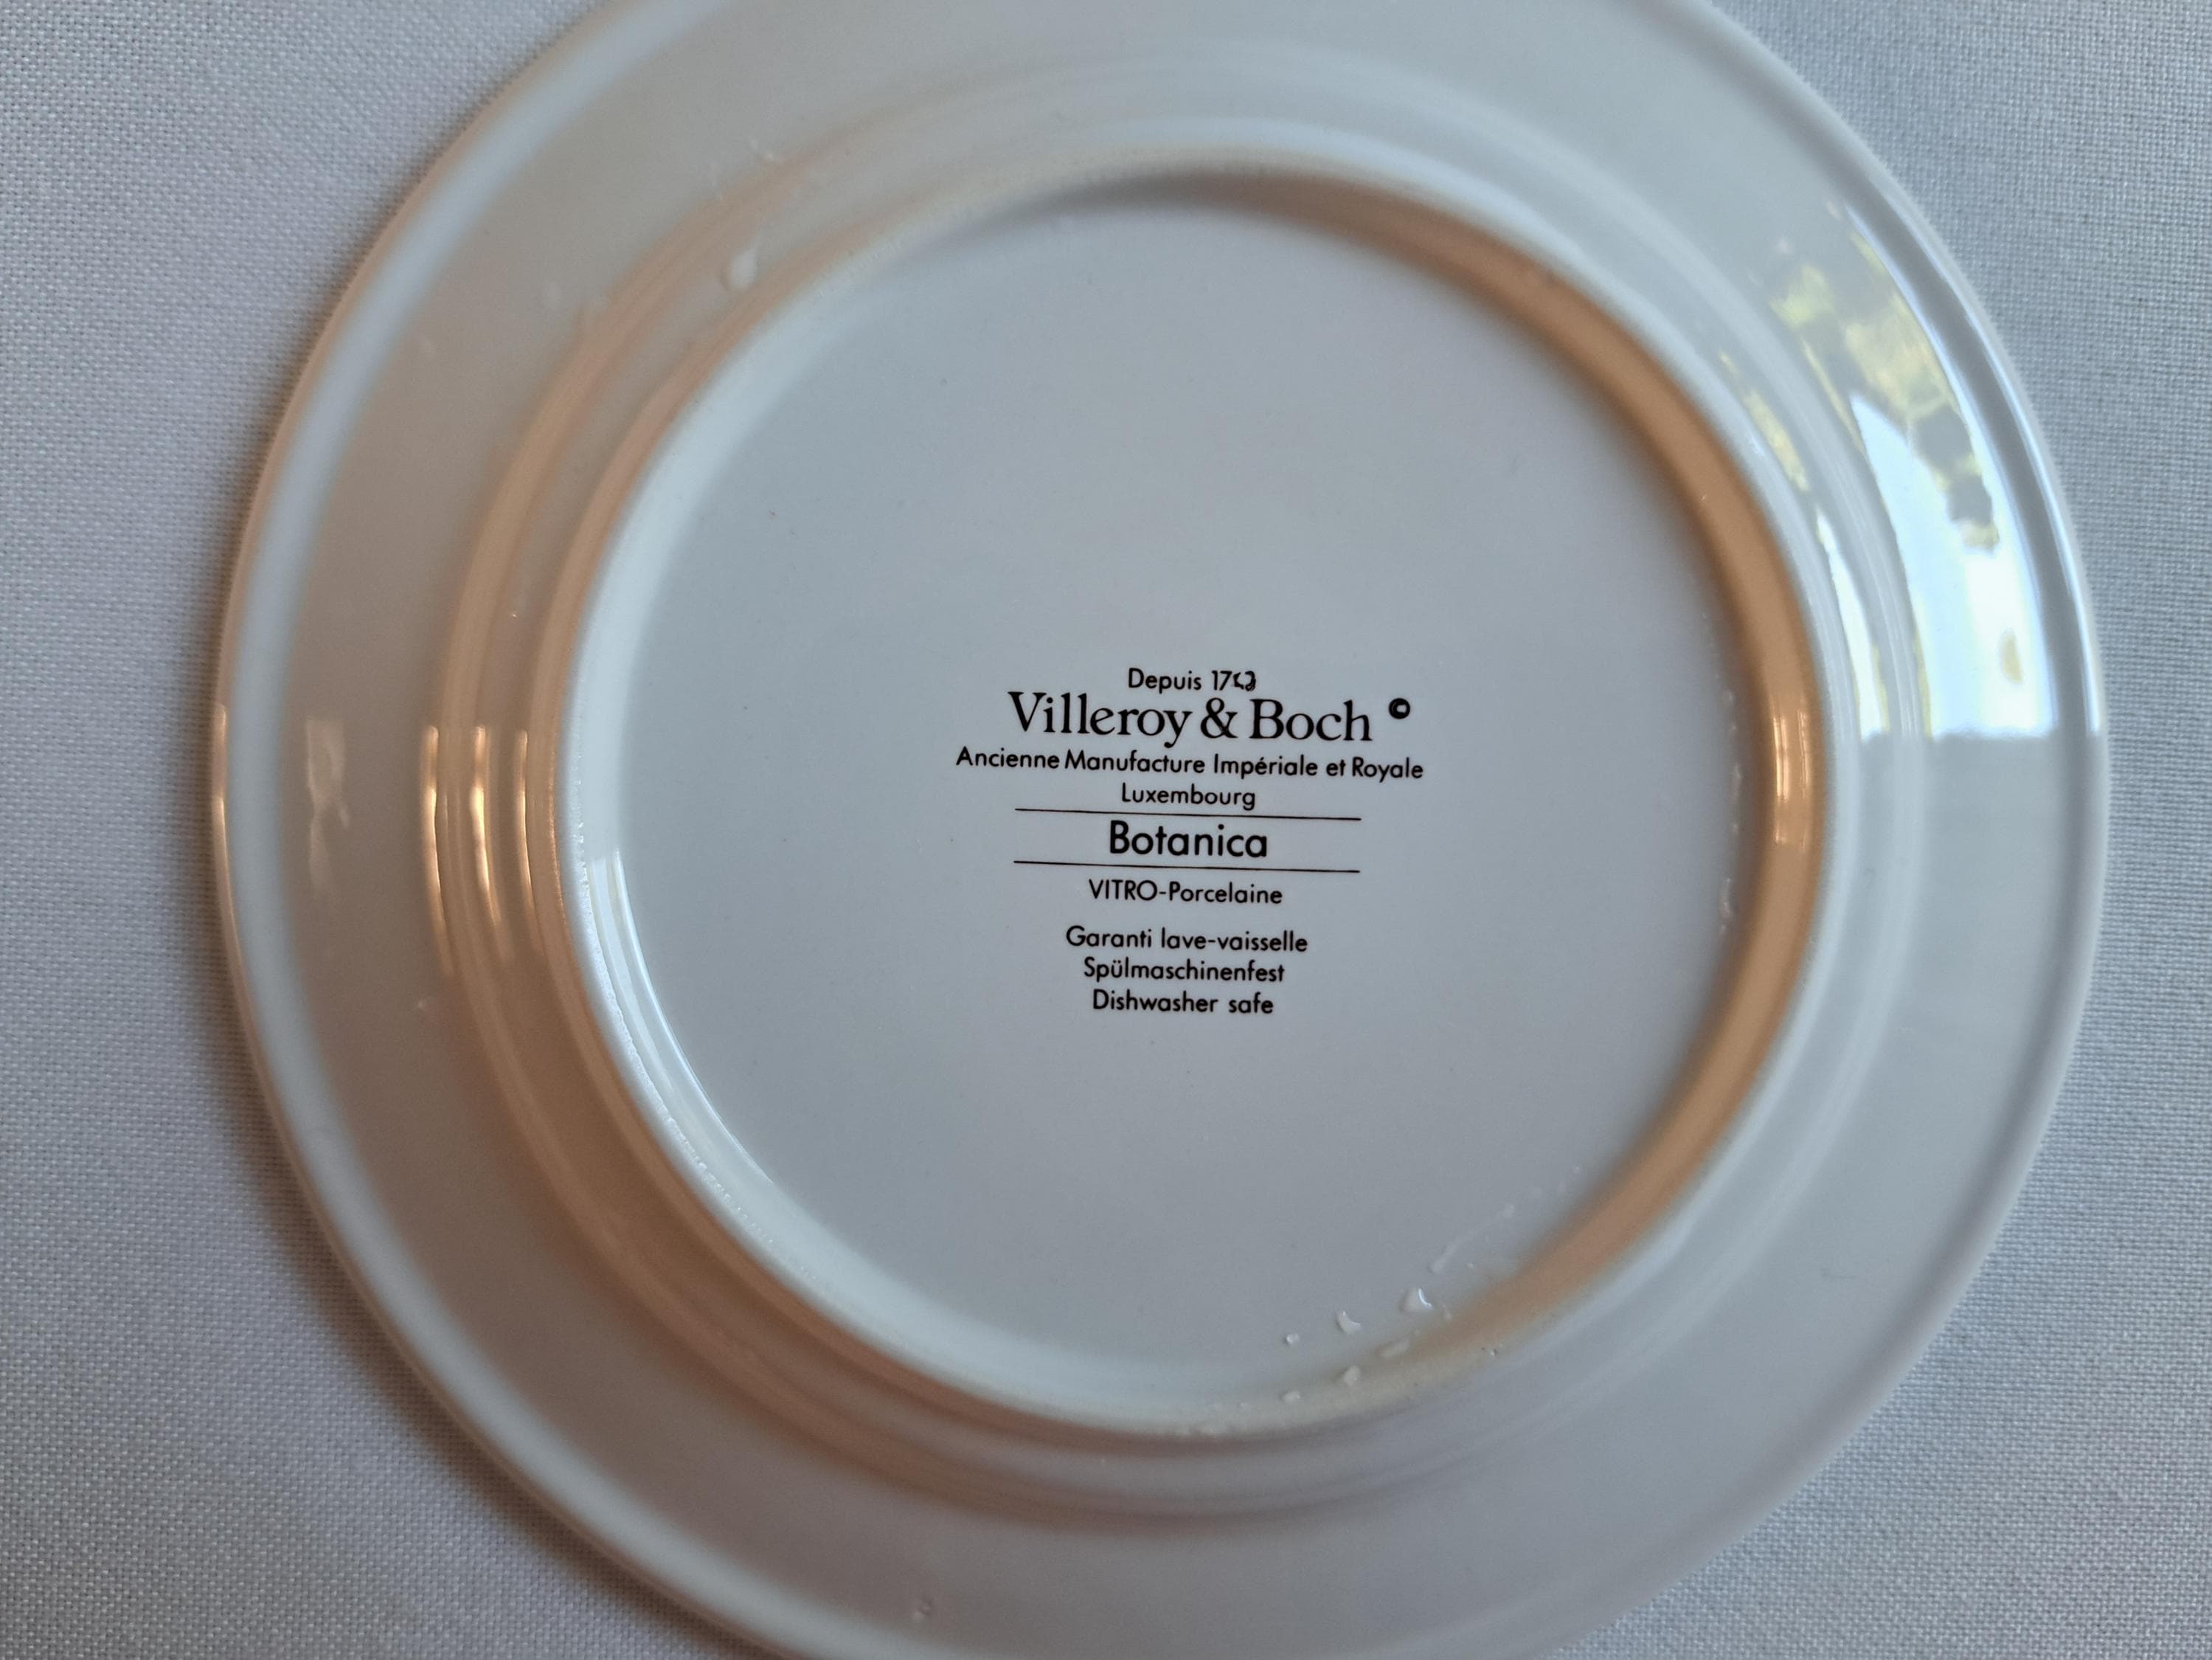 Depuis
Villeroy & Boch ©
Ancienne Manufacture Impériale et Royale
Luxembourg
Botanica
VITRO-Porcelaine
Garanti lave-vaisselle
Spülmaschinenfest
Dishwasher safe